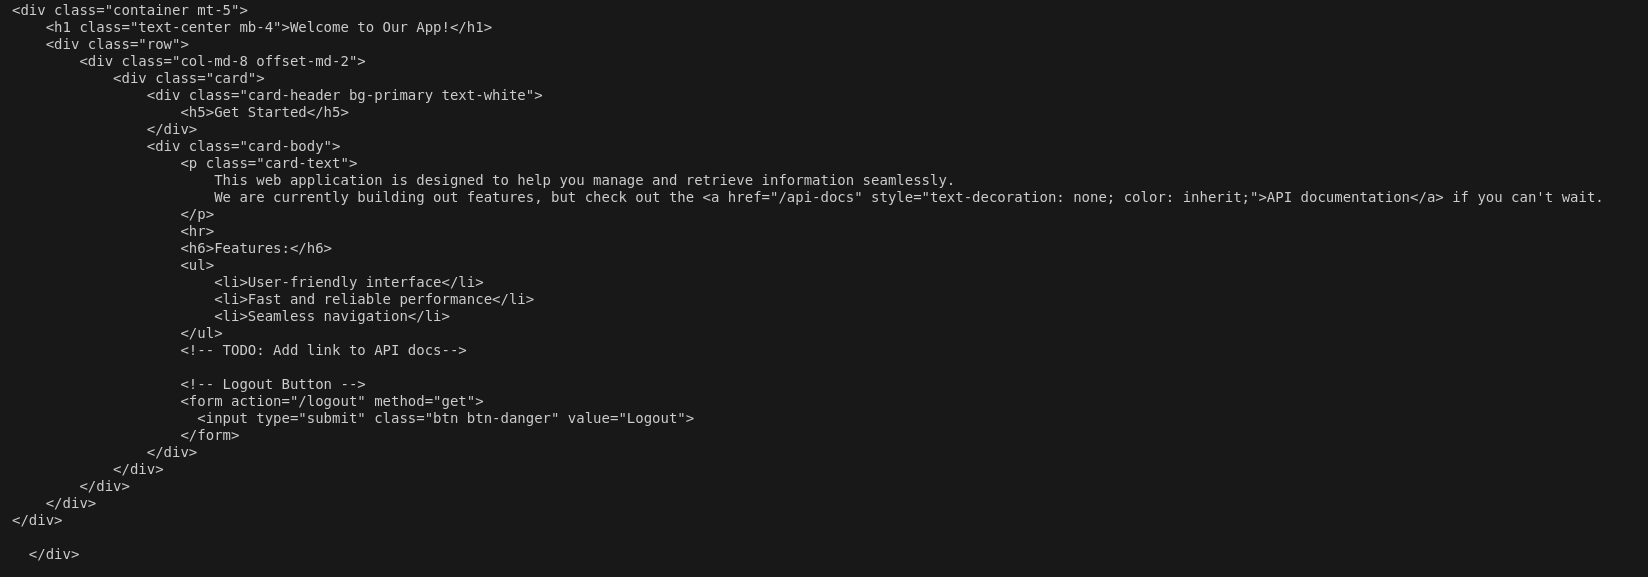 <div class="container mt-5">
    <h1 class="text-center mb-4">Welcome to Our App!</h1>
    <div class="row">
        <div class="col-md-8 offset-md-2">
            <div class="card">
                <div class="card-header bg-primary text-white">
                    <h5>Get Started</h5>
                </div>
                <div class="card-body">
                    <p class="card-text">
                        This web application is designed to help you manage and retrieve information seamlessly.
                        We are currently building out features, but check out the <a href="/api-docs" style="text-decoration: none; color: inherit;">API documentation</a> if you can't wait.
                    </p>
                    <hr>
                    <h6>Features:</h6>
                    <ul>
                        <li>User-friendly interface</li>
                        <li>Fast and reliable performance</li>
                        <li>Seamless navigation</li>
                    </ul>
                    <!-- TODO: Add link to API docs-->

                    <!-- Logout Button -->
                    <form action="/logout" method="get">
                      <input type="submit" class="btn btn-danger" value="Logout">
                    </form>
                </div>
            </div>
        </div>
    </div>
</div>

  </div>